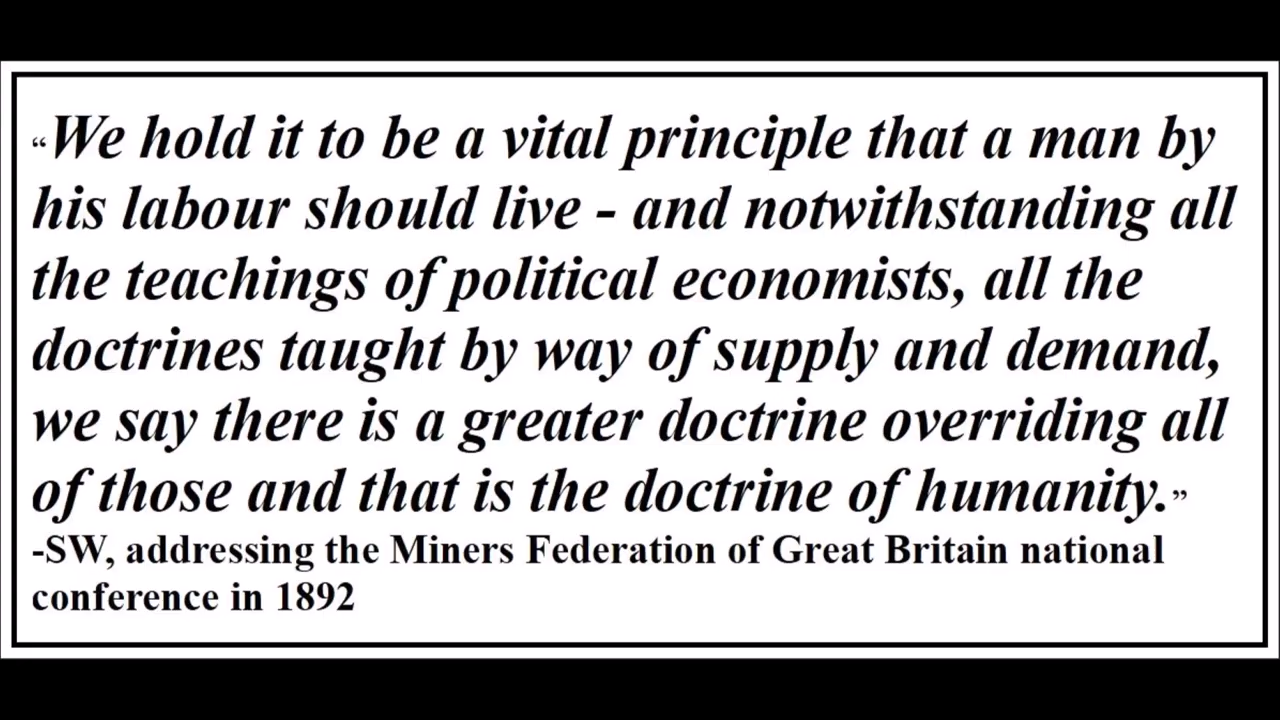 “We hold it to be a vital principle that a man by
his labour should live - and notwithstanding all
the teachings of political economists, all the
doctrines taught by way of supply and demand,
we say there is a greater doctrine overriding all
of those and that is the doctrine of humanity.”
-SW, addressing the Miners Federation of Great Britain national
conference in 1892